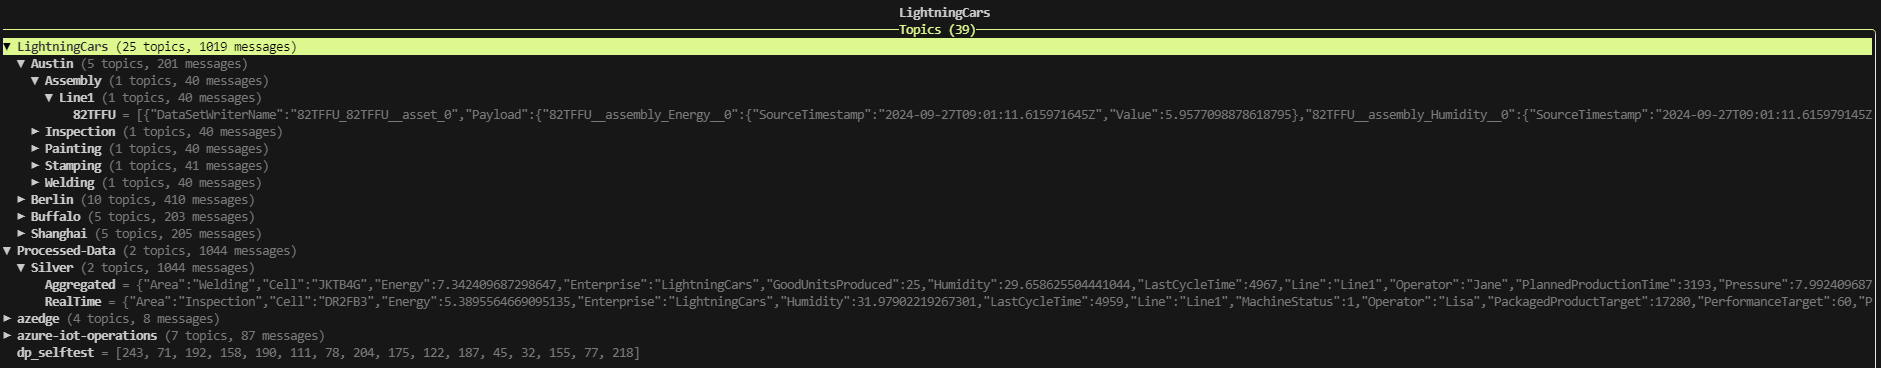 LightningCars
Topics (39)
▼ LightningCars (25 topics, 1019 messages)
▼ Austin (5 topics, 201 messages)
▼ Assembly (1 topics, 40 messages)
▼ Line1 (1 topics, 40 messages)
82TFFU = [{"DataSetWriterName":"82TFFU_82TFFU__asset_0","Payload":{"82TFFU__assembly_Energy__0":{"SourceTimestamp":"2024-09-27T09:01:11.615971645Z","Value":5.9577098878618795},"82TFFU__assembly_Humidity__0":{"SourceTimestamp":"2024-09-27T09:01:11.615979145Z
▶ Inspection (1 topics, 40 messages)
▶ Painting (1 topics, 40 messages)
▶ Stamping (1 topics, 41 messages)
▶ Welding (1 topics, 40 messages)
▶ Berlin (10 topics, 410 messages)
▶ Buffalo (5 topics, 203 messages)
▶ Shanghai (5 topics, 205 messages)
▼ Processed-Data (2 topics, 1044 messages)
▼ Silver (2 topics, 1044 messages)
Aggregated = {"Area":"Welding","Cell":"JKTB4G","Energy":7.342409687298647,"Enterprise":"LightningCars","GoodUnitsProduced":25,"Humidity":29.658625504441044,"LastCycleTime":4967,"Line":"Line1","Operator":"Jane","PlannedProductionTime":3193,"Pressure":7.992409687
RealTime = {"Area":"Inspection","Cell":"DR2FB3","Energy":5.3895564669095135,"Enterprise":"LightningCars","Humidity":31.97902219267301,"LastCycleTime":4959,"Line":"Line1","MachineStatus":1,"Operator":"Lisa","PackagedProductTarget":17280,"PerformanceTarget":60,"P
▶ azedge (4 topics, 8 messages)
▶ azure-iot-operations (7 topics, 87 messages)
dp_selftest = [243, 71, 192, 158, 190, 111, 78, 204, 175, 122, 187, 45, 32, 155, 77, 218]